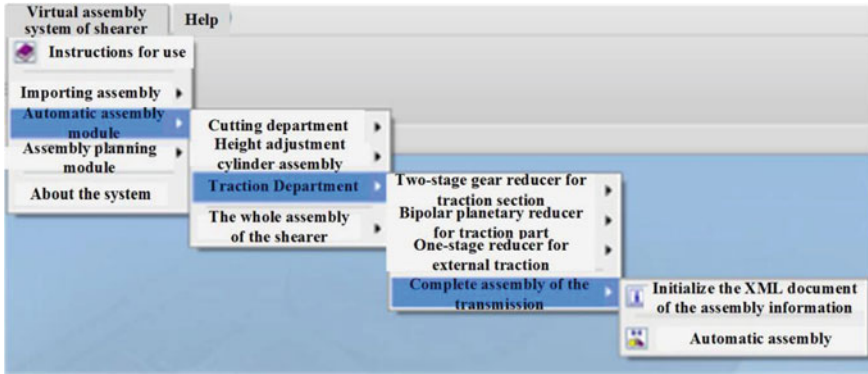 Virtual assembly
system of shearer
Help
Instructions for use
Importing assembly
Automatic assembly
module
Assembly planning
module
About the system
Cutting department
Height adjustment
cylinder assembly
Traction Department
The whole assembly
of the shearer
Two-stage gear reducer for
traction section
Bipolar planetary reducer
for traction part
One-stage reducer for
external traction
Complete assembly of the
transmission
Initialize the XML document
of the assembly information
Automatic assembly